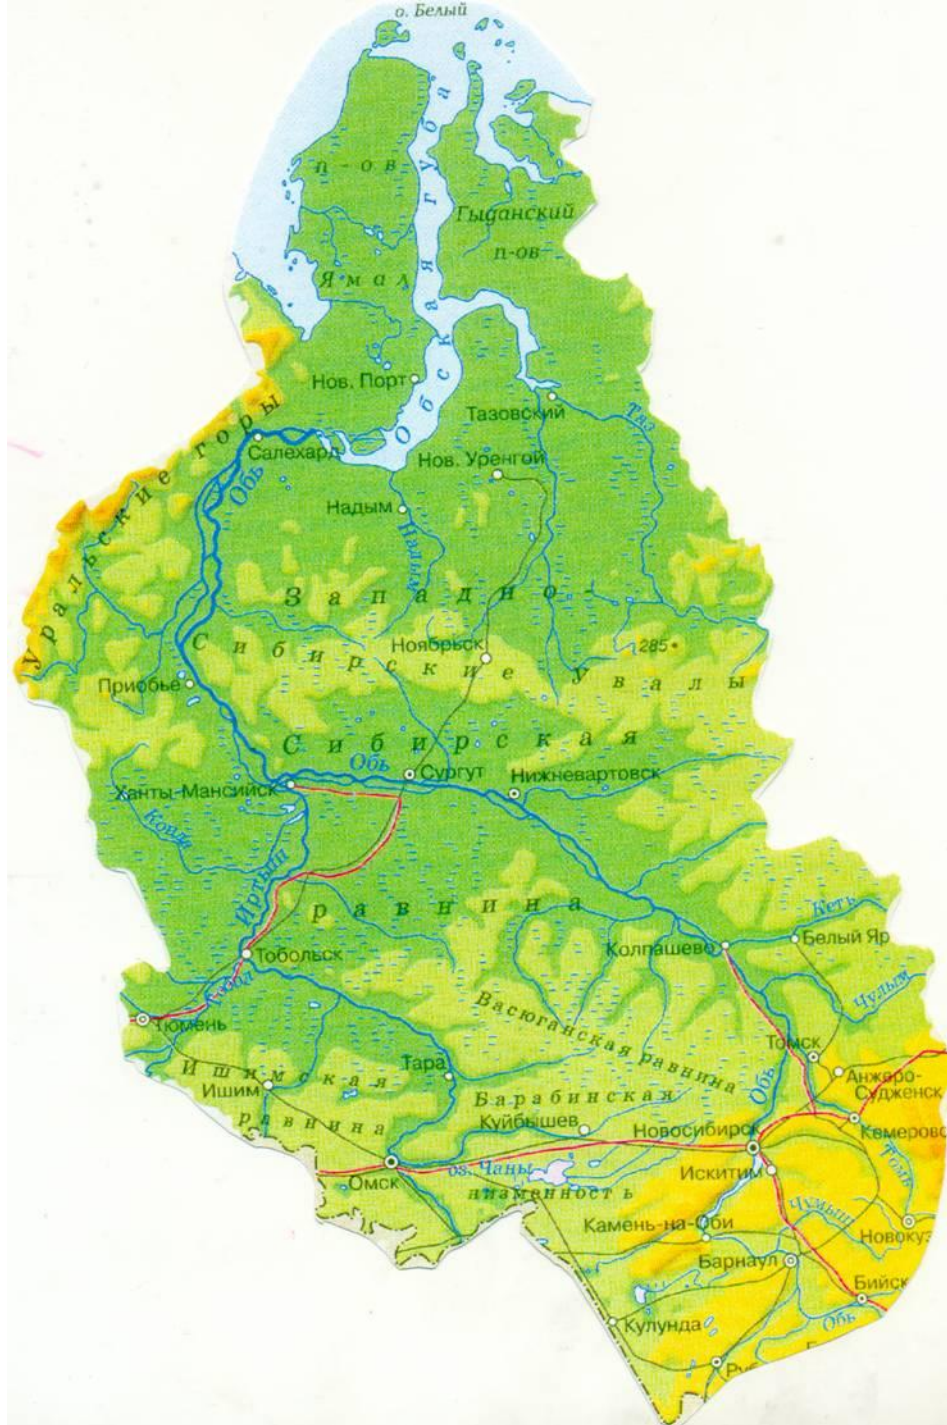 о. Белый
Обская губа
п-ов
Ямал
Гыданский
п-ов
Нов. Порт
Тазовский
Таз
Уральские горы
Салехард
Обь
Нов. Уренгой
Надым
Надым
Западно-
Сибирские Увалы
Ноябрьск
285
Приобье
Сибирская
Обь
Сургут
Нижневартовск
Ханты-Мансийск
Конда
Иртыш
равнина
Кеть
Тобольск
Колпашево
Белый Яр
Тобол
Чулым
Васюганская равнина
Тюмень
Томск
Ишимская
Тара
Анжеро-
Судженск
Ишим
Барабинская
Обь
равнина
Куйбышев
Новосибирск
Кемерово
оз. Чаны
Искитим
Томь
Омск
низменность
Чумыш
Камень-на-Оби
Новокуз
Барнаул
Бийск
Кулунда
Обь